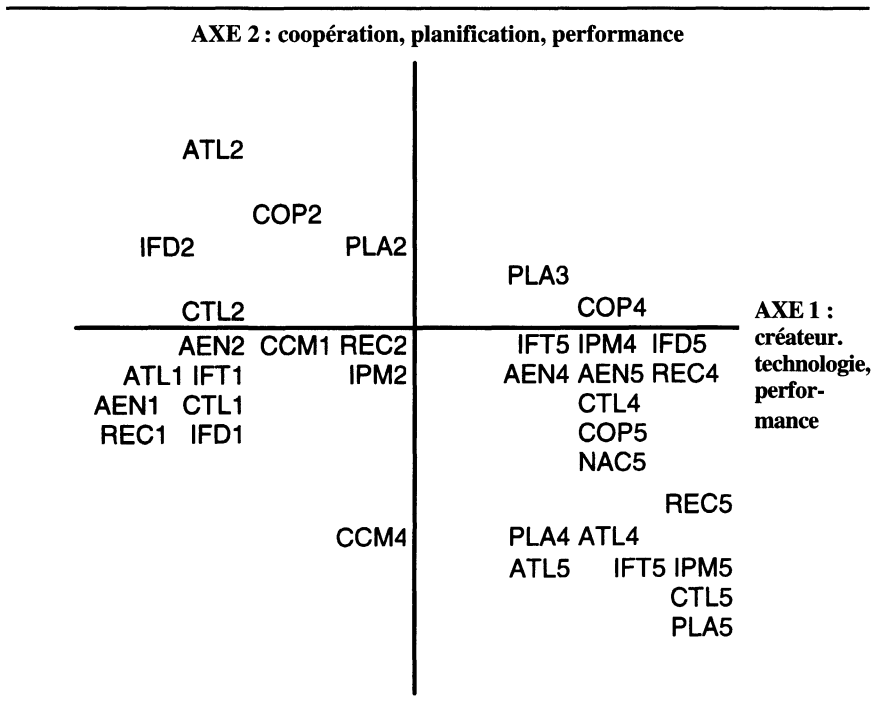 AXE 2 : coopération, planification, performance
ATL2
COP2
IFD2 PLA2
PLA3
CTL2 COP4
AXE 1 :
créateur.
technologie,
perfor-
mance
AEN2 CCM1 REC2 IFT5 IPM4 IFD5
ATL1 IFT1 IPM2 AEN4 AEN5 REC4
AEN1 CTL1 CTL4
REC1 IFD1 COP5
NAC5
REC5
CCM4 PLA4 ATL4
ATL5 IFT5 IPM5
CTL5
PLA5